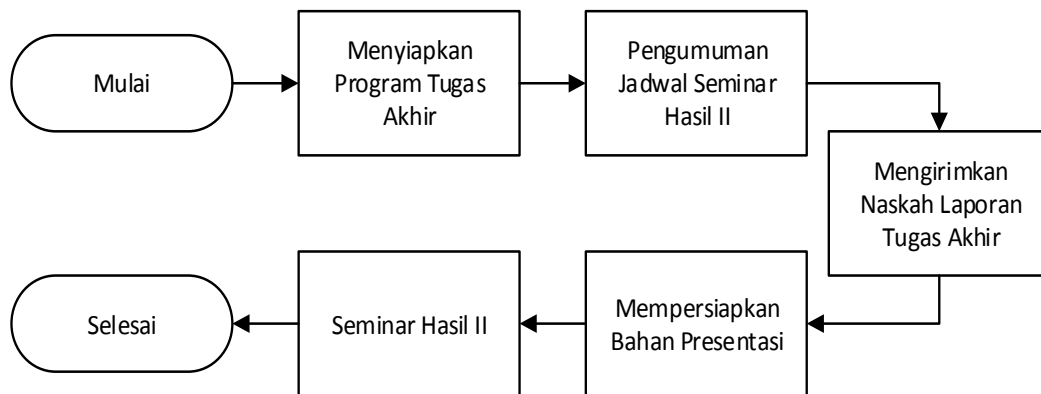 Mulai
Menyiapkan
Program Tugas
Akhir
Pengumuman
Jadwal Seminar
Hasil II
Mengirimkan
Naskah Laporan
Tugas Akhir
Mempersiapkan
Bahan Presentasi
Seminar Hasil II
Selesai